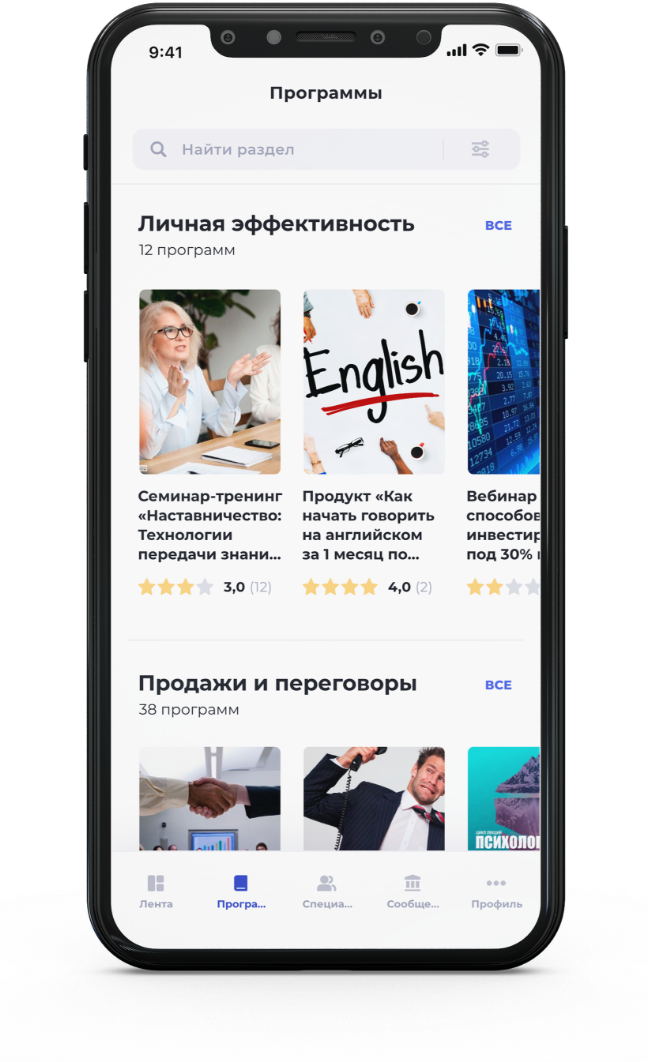 9:41
Программы
Найти раздел
Личная эффективность
ВСЕ
12 программ
English
Семинар-тренинг
«Наставничество:
Технологии
передачи знани...
3,0 (12)
Продукт «Как
начать говорить
на английском
за 1 месяц по...
4,0 (2)
Вебинар
способов
инвестир
под 30%
Продажи и переговоры
ВСЕ
38 программ
ПСИХОЛОГ
Лента
Програ...
Специа...
Сообще...
Профиль